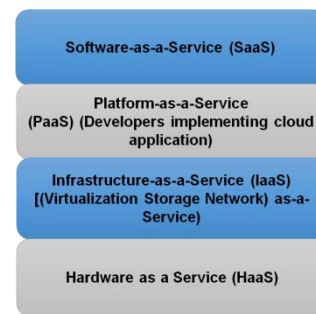 Software-as-a-Service (SaaS)
Platform-as-a-Service
(PaaS) (Developers implementing cloud
application)
Infrastructure-as-a-Service (IaaS)
[(Virtualization Storage Network) as-a-
Service)
Hardware as a Service (HaaS)